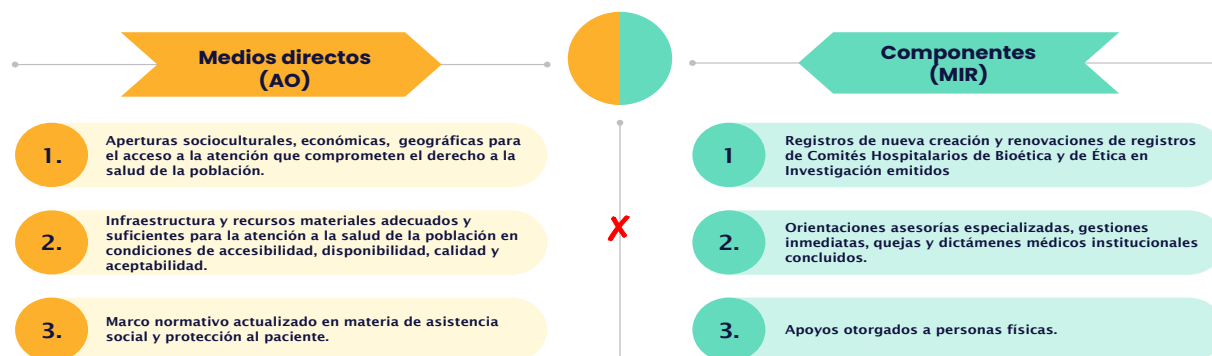 Medios directos
(AO)
1.
Aperturas socioculturales, económicas, geográficas para
el acceso a la atención que comprometen el derecho a la
salud de la población.
2.
Infraestructura y recursos materiales adecuados y
suficientes para la atención a la salud de la población en
condiciones de accesibilidad, disponibilidad, calidad y
aceptabilidad.
3.
Marco normativo actualizado en materia de asistencia
social y protección al paciente.
✗
Componentes
(MIR)
1
Registros de nueva creación y renovaciones de registros
de Comités Hospitalarios de Bioética y de Ética en
Investigación emitidos
2.
Orientaciones asesorías especializadas, gestiones
inmediatas, quejas y dictámenes médicos institucionales
concluidos.
3.
Apoyos otorgados a personas físicas.